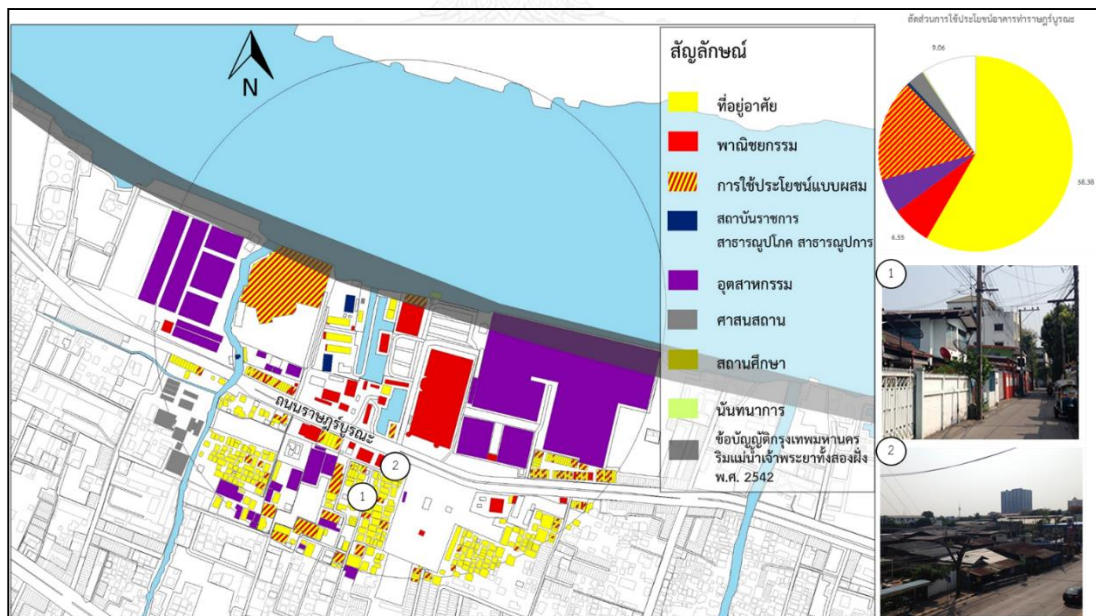 สัดส่วนการใช้ประโยชน์อาคารท่าราษฎร์บูรณะ
N
สัญลักษณ์
ที่อยู่อาศัย
พาณิชยกรรม
การใช้ประโยชน์แบบผสม
สถาบันราชการ
สาธารณูปโภค สาธารณูปการ
อุตสาหกรรม
ศาสนสถาน
สถานศึกษา
นันทนาการ
ข้อบัญญัติกรุงเทพมหานคร
ริมแม่น้ำเจ้าพระยาทั้งสองฝั่ง
พ.ศ. 2542
9.06
58.38
6.55
ถนนราษฎร์บูรณะ
2
1
1
2